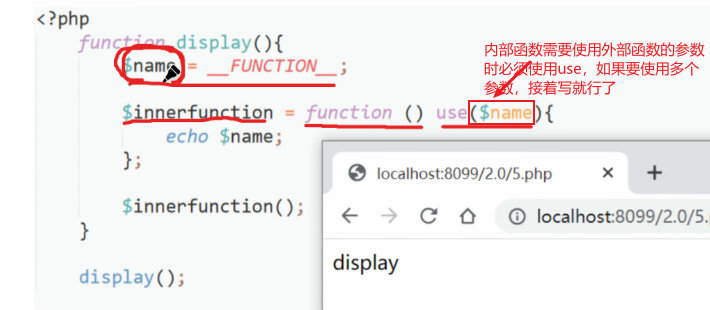 <?php
function display(){
$name = __FUNCTION__;
内部函数需要使用外部函数的参数
时必须使用use，如果要使用多个
参数，接着写就行了
$innerfunction = function () use($name){
echo $name;
};
$innerfunction();
}
display();
localhost:8099/2.0/5.php
localhost:8099/2.0/5.
display